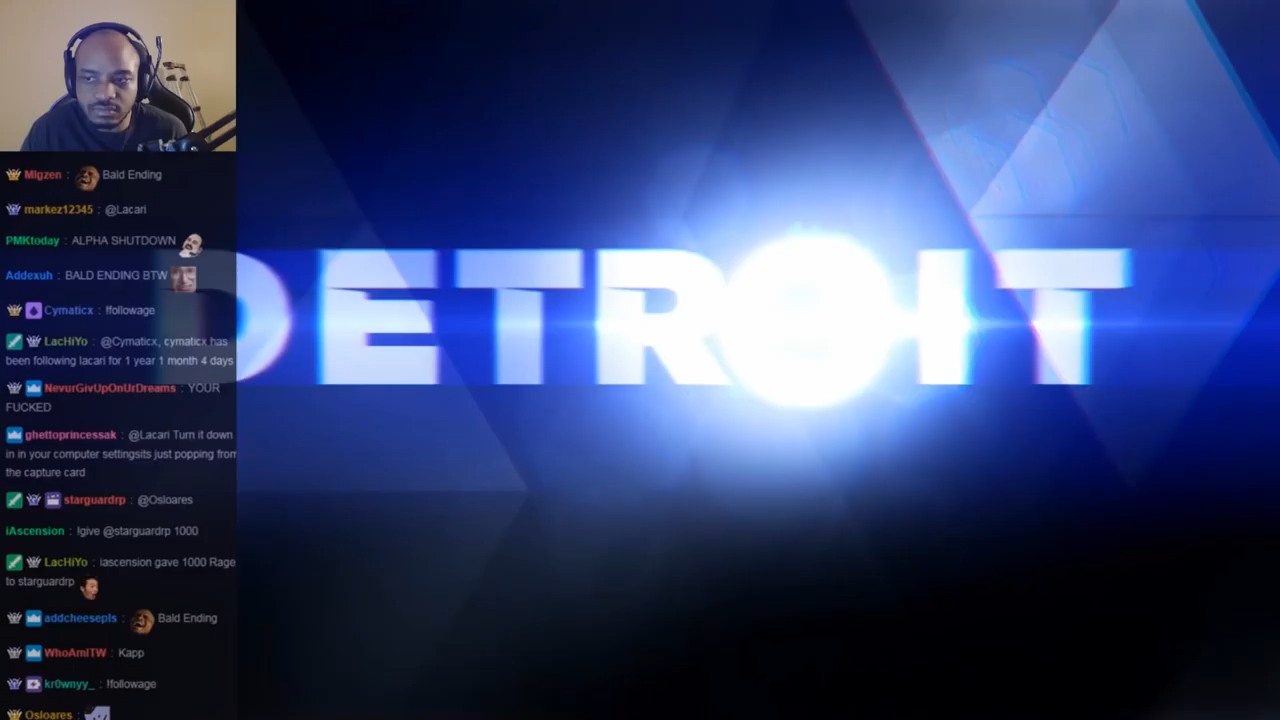 DETROIT
MIgzen : Bald Ending
markez12345 : @Lacari
PMKtoday : ALPHA SHUTDOWN
Addexuh : BALD ENDING BTW
Cymaticx : !followage
LacHiYo : @Cymaticx, cymaticx has
been following lacari for 1 year 1 month 4 days
NevurGivUpOnUrDreams : YOUR
FUCKED
ghettoprincessak : @Lacari Turn it down
in in your computer settingsits just popping from
the capture card
starguardrp : @Osloares
iAscension : !give @starguardrp 1000
LacHiYo : iascension gave 1000 Rage
to starguardrp
addcheesepls : Bald Ending
WhoAmITW : Kapp
kr0wnyy_ : !followage
Osloares :